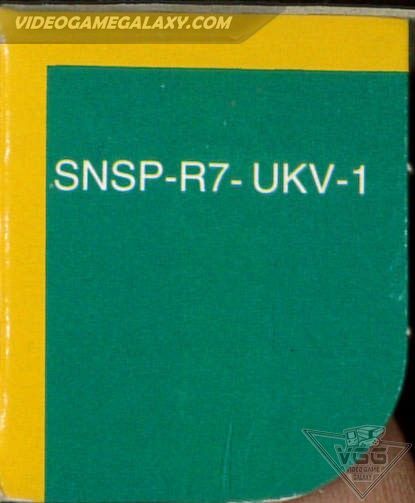 VIDEOGAMEGALAXY.COM
SNSP-R7- UKV-1
VGG
VIDEO GAME
GALAXY